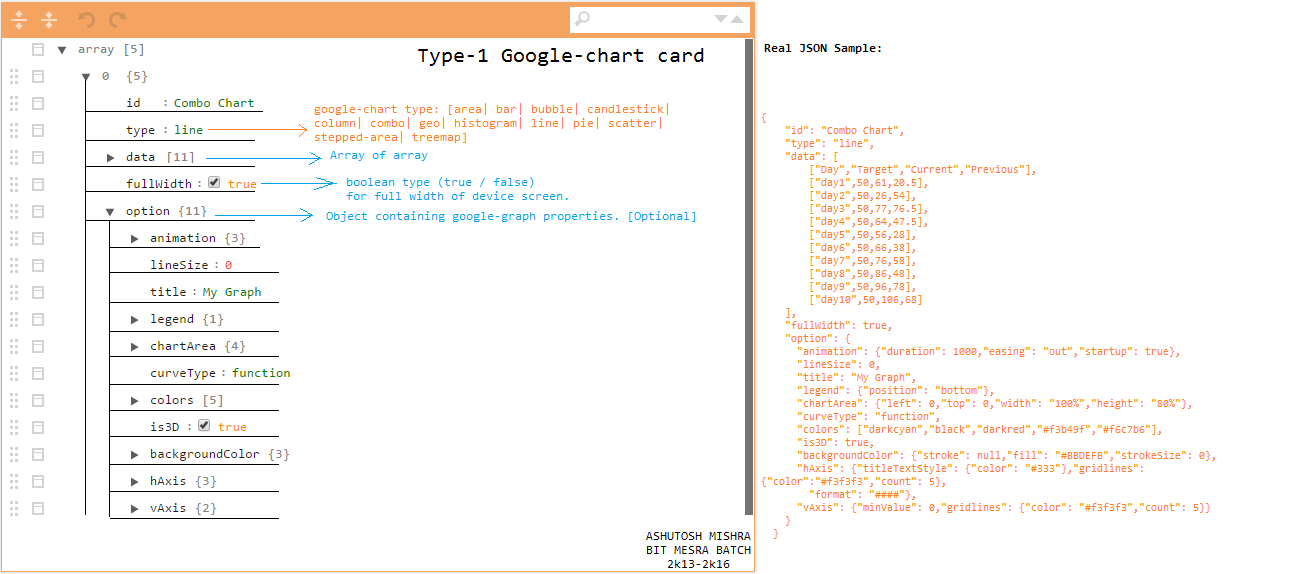 array [5]
Type-1 Google-chart card
0 {5}
id : Combo Chart
google-chart type: [area| bar| bubble| candlestick|
column| combo| geo| histogram| line| pie| scatter|
stepped-area| treemap]
type : line
data [11]
Array of array
fullWidth : true
boolean type (true / false)
for full width of device screen.
option {11}
Object containing google-graph properties. [Optional]
animation {3}
lineSize : 0
title : My Graph
legend {1}
chartArea {4}
curveType : function
colors [5]
is3D : true
backgroundColor {3}
hAxis {3}
vAxis {2}
ASHUTOSH MISHRA
BIT MESRA BATCH
2k13-2k16
Real JSON Sample:
{
"id": "Combo Chart",
"type": "line",
"data": [
["Day","Target","Current","Previous"],
["day1",50,61,20.5],
["day2",50,26,54],
["day3",50,77,76.5],
["day4",50,64,47.5],
["day5",50,56,28],
["day6",50,66,38],
["day7",50,76,58],
["day8",50,86,48],
["day9",50,96,78],
["day10",50,106,68]
],
"fullWidth": true,
"option": {
"animation": {"duration": 1000,"easing": "out","startup": true},
"lineSize": 0,
"title": "My Graph",
"legend": {"position": "bottom"},
"chartArea": {"left": 0,"top": 0,"width": "100%","height": "80%"},
"curveType": "function",
"colors": ["darkcyan","black","darkred","#f3b49f","#f6c7b6"],
"is3D": true,
"backgroundColor": {"stroke": null,"fill": "#BBDEFB","strokeSize": 0},
"hAxis": {"titleTextStyle": {"color": "#333"},"gridlines":
{"color":"#f3f3f3","count": 5},
"format": "####"},
"vAxis": {"minValue": 0,"gridlines": {"color": "#f3f3f3","count": 5}}
}
}